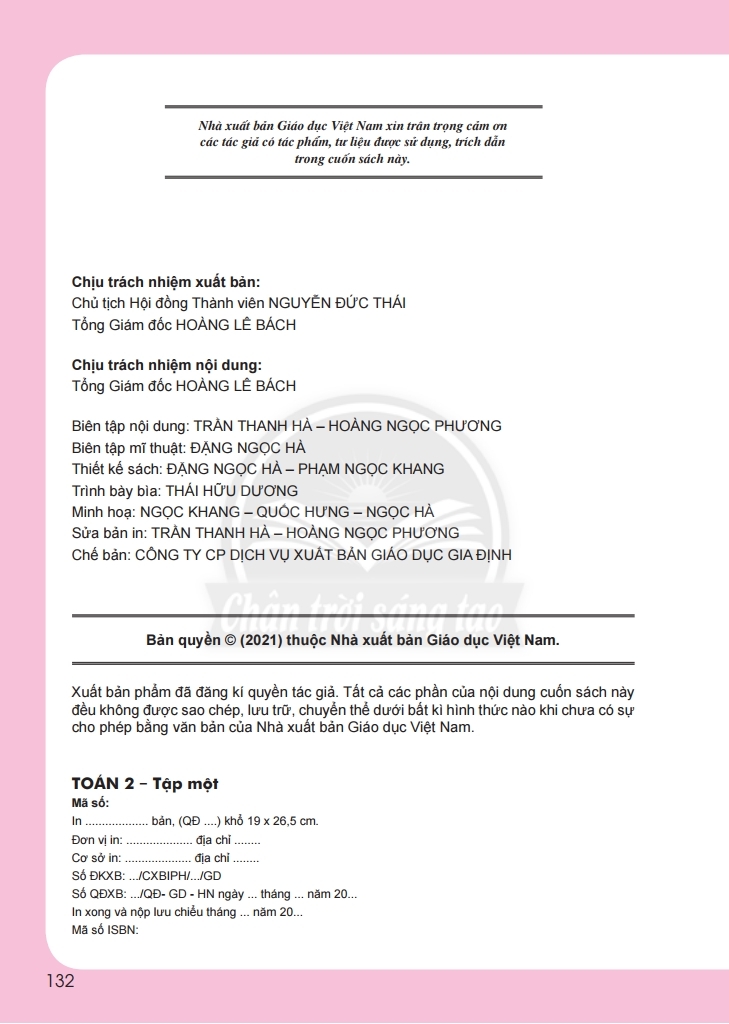 Nhà xuất bản Giáo dục Việt Nam xin trân trọng cảm ơn
các tác giả có tác phẩm, tư liệu được sử dụng, trích dẫn
trong cuốn sách này.
Chịu trách nhiệm xuất bản:
Chủ tịch Hội đồng Thành viên NGUYỄN ĐỨC THÁI
Tổng Giám đốc HOÀNG LÊ BÁCH
Chịu trách nhiệm nội dung:
Tổng Giám đốc HOÀNG LÊ BÁCH
Biên tập nội dung: TRẦN THANH HÀ – HOÀNG NGỌC PHƯƠNG
Biên tập mĩ thuật: ĐẶNG NGỌC HÀ
Thiết kế sách: ĐẶNG NGỌC HÀ – PHẠM NGỌC KHANG
Trình bày bìa: THÁI HỮU DƯƠNG
Minh hoạ: NGỌC KHANG – QUỐC HƯNG – NGỌC HÀ
Sửa bản in: TRẦN THANH HÀ – HOÀNG NGỌC PHƯƠNG
Chế bản: CÔNG TY CP DỊCH VỤ XUẤT BẢN GIÁO DỤC GIA ĐỊNH
Chân trời sáng tạo
Bản quyền © (2021) thuộc Nhà xuất bản Giáo dục Việt Nam.
Xuất bản phẩm đã đăng kí quyền tác giả. Tất cả các phần của nội dung cuốn sách này
đều không được sao chép, lưu trữ, chuyển thể dưới bất kì hình thức nào khi chưa có sự
cho phép bằng văn bản của Nhà xuất bản Giáo dục Việt Nam.
TOÁN 2 – Tập một
Mã số:
In ................... bản, (QĐ ....) khổ 19 x 26,5 cm.
Đơn vị in: .................... địa chỉ ........
Cơ sở in: .................... địa chỉ ........
Số ĐKXB: .../CXBIPH/.../GD
Số QĐXB: .../QĐ- GD - HN ngày ... tháng ... năm 20...
In xong và nộp lưu chiểu tháng ... năm 20...
Mã số ISBN:
132